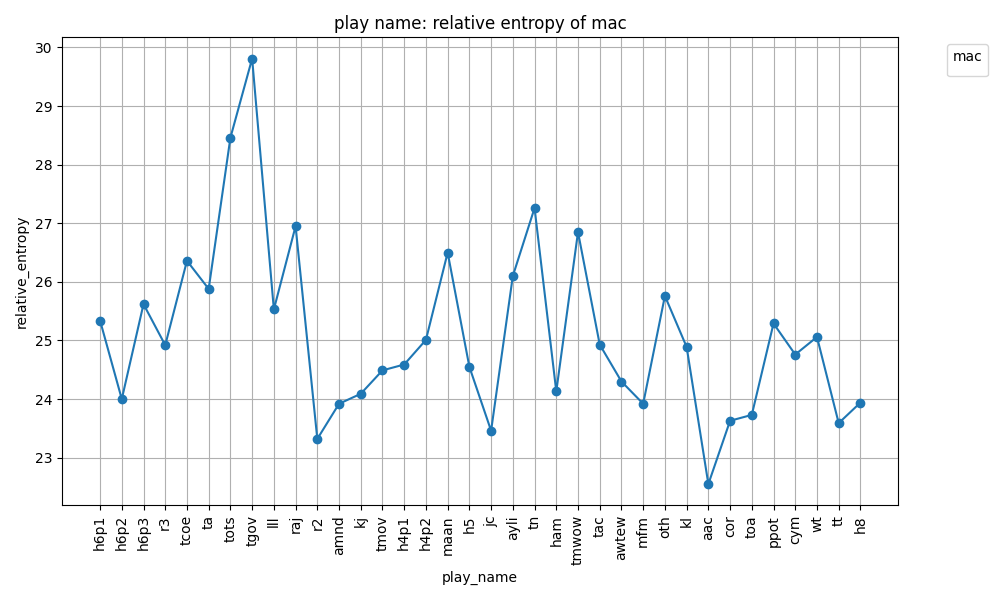 play name: relative entropy of mac
mac
relative_entropy
30
29
28
27
26
25
24
23
h6p1
h6p2
h6p3
r3
tcoe
ta
tots
tgov
lll
raj
r2
amnd
kj
tmov
h4p1
h4p2
maan
h5
jc
ayli
tn
ham
tmwow
tac
awtew
mfm
oth
kl
aac
cor
toa
ppot
cym
wt
tt
h8
play_name